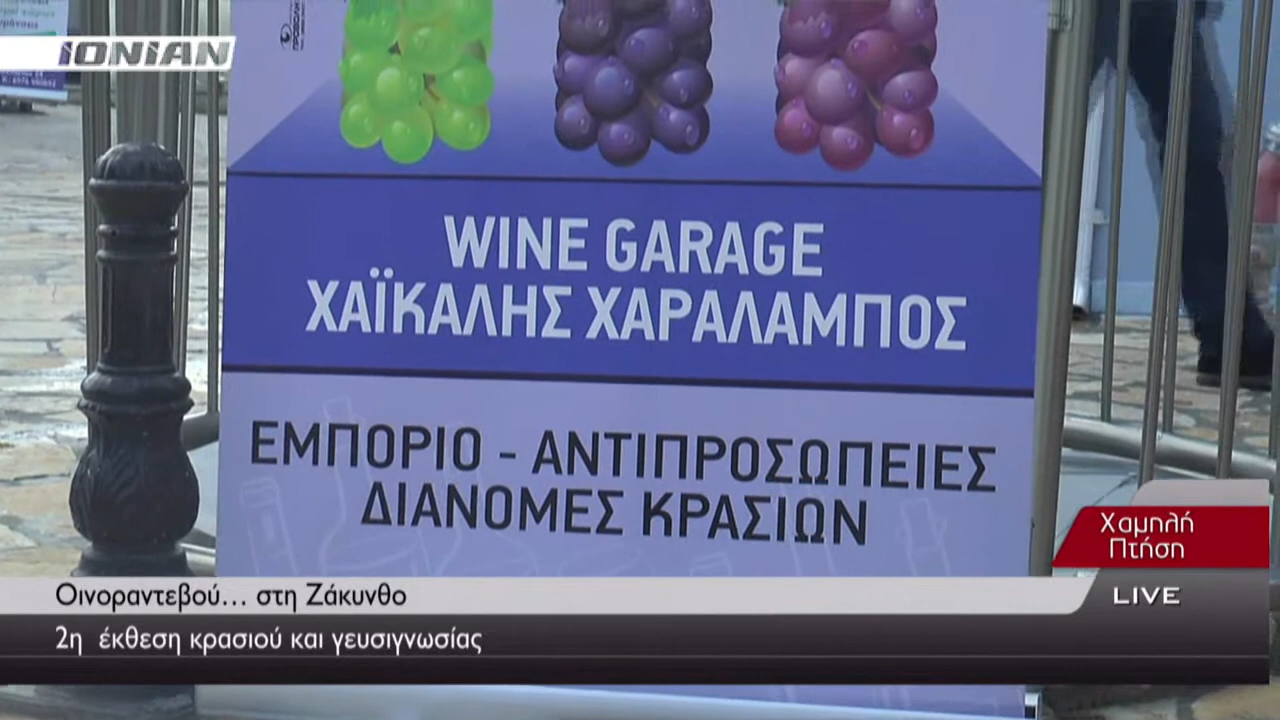 IONIAN
WINE GARAGE
ΧΑΪΚΑΛΗΣ ΧΑΡΑΛΑΜΠΟΣ
ΕΜΠΟΡΙΟ - ΑΝΤΙΠΡΟΣΩΠΕΙΕΣ
ΔΙΑΝΟΜΕΣ ΚΡΑΣΙΩΝ
Χαμηλή
Πτήση
LIVE
Οινοραντεβού... στη Ζάκυνθο
2η έκθεση κρασιού και γευσιγνωσίας